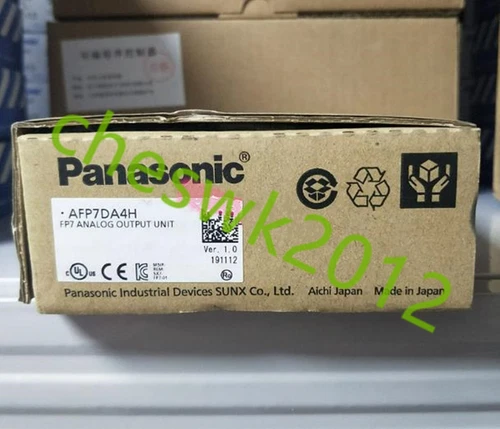 Panasonic®
· AFP7DA4H
FP7 ANALOG OUTPUT UNIT
Ver. 1.0
191112
Panasonic Industrial Devices SUNX Co., Ltd. Aichi Japan Made in Japan
cheswk2012